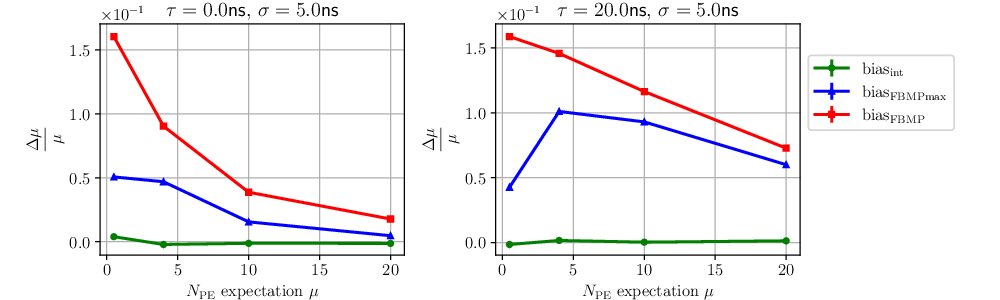 ×10⁻¹ τ = 0.0ns, σ = 5.0ns
1.5
1.0
0.5
0.0
Δμ
μ
0 5 10 15 20
N_PE expectation μ
×10⁻¹ τ = 20.0ns, σ = 5.0ns
1.5
1.0
0.5
0.0
Δμ
μ
0 5 10 15 20
N_PE expectation μ
bias_int
bias_FBMPmax
bias_FBMP